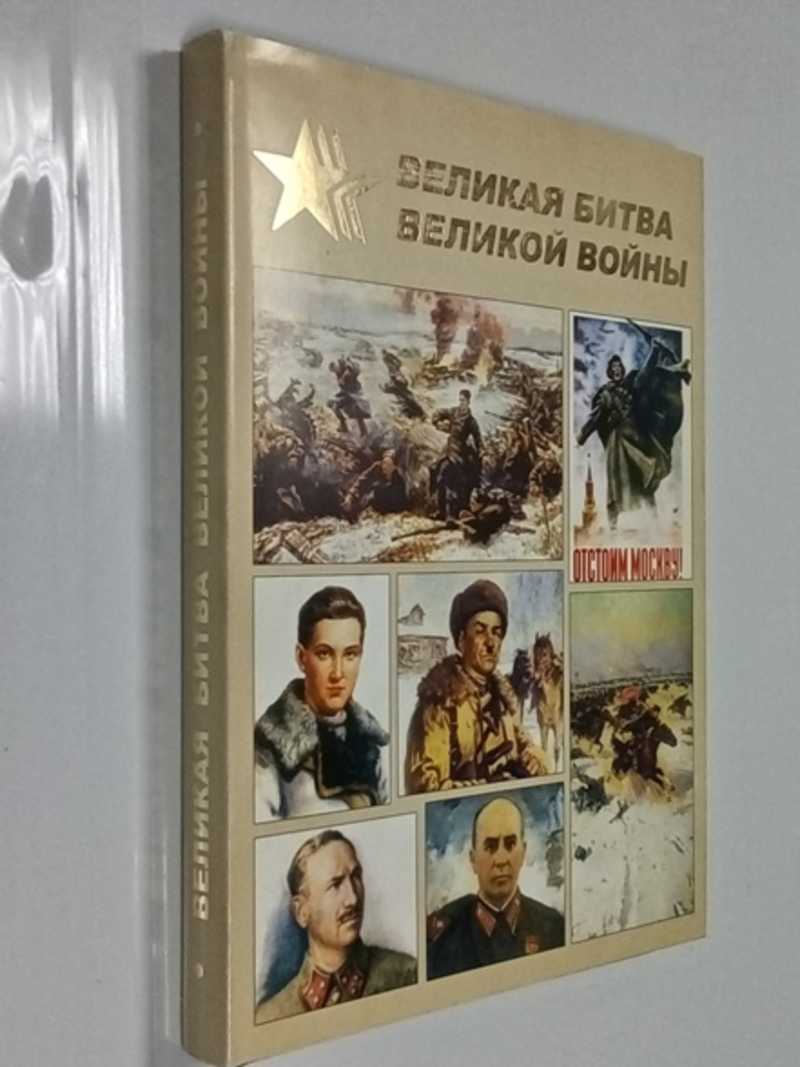 ВЕЛИКАЯ БИТВА
ВЕЛИКОЙ ВОЙНЫ
ОТСТОИМ МОСКВУ!
ВЕЛИКАЯ БИТВА ВЕЛИКОЙ ВОЙНЫ